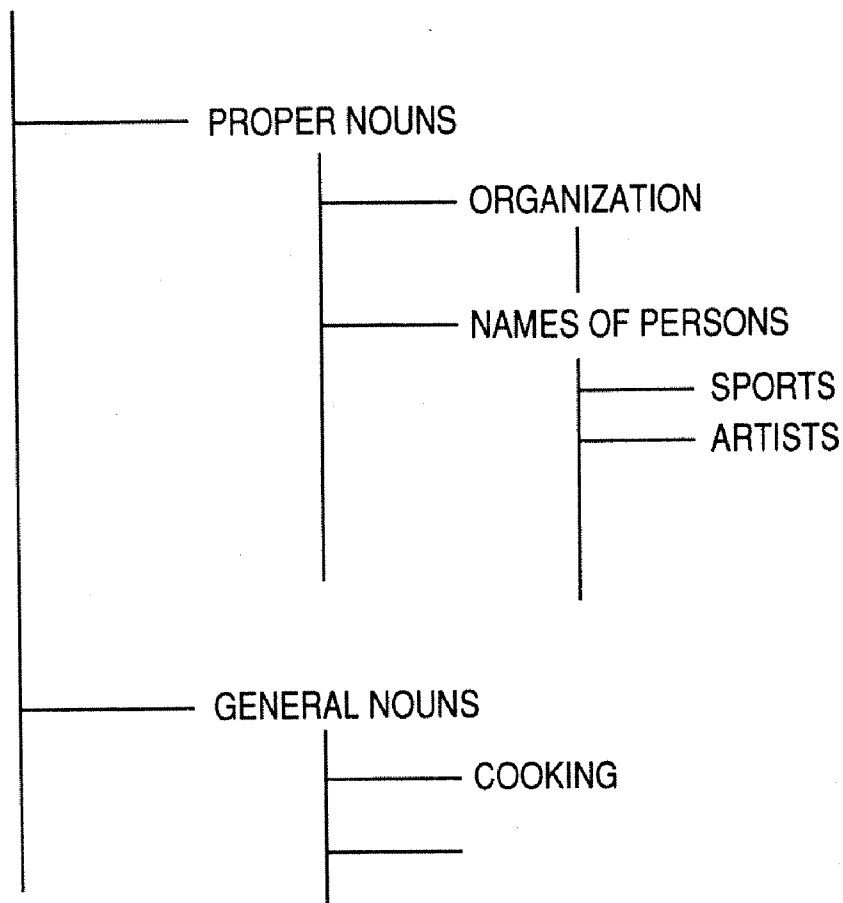 PROPER NOUNS
ORGANIZATION
NAMES OF PERSONS
SPORTS
ARTISTS
GENERAL NOUNS
COOKING